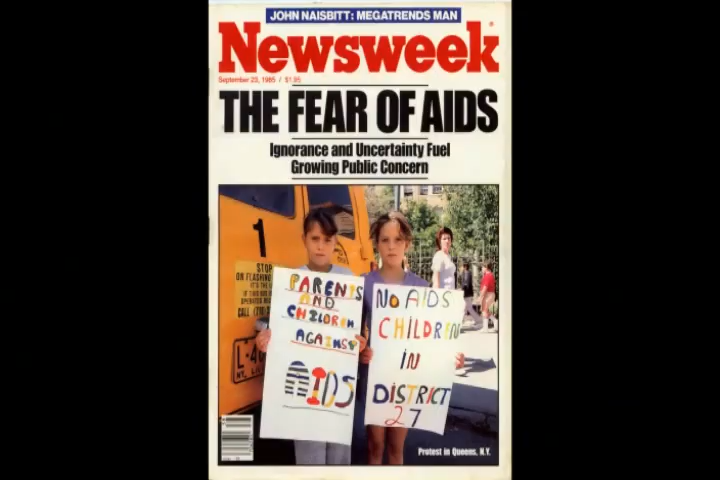 JOHN NAISBITT: MEGATRENDS MAN
Newsweek
September 23, 1985 / $1.95
THE FEAR OF AIDS
Ignorance and Uncertainty Fuel
Growing Public Concern
1
STOP
CALL
PARENTS
AND
CHILDREN
AGAINST
AIDS
NO AIDS
CHILDREN
IN
DISTRICT
27
Protest in Queens, N.Y.